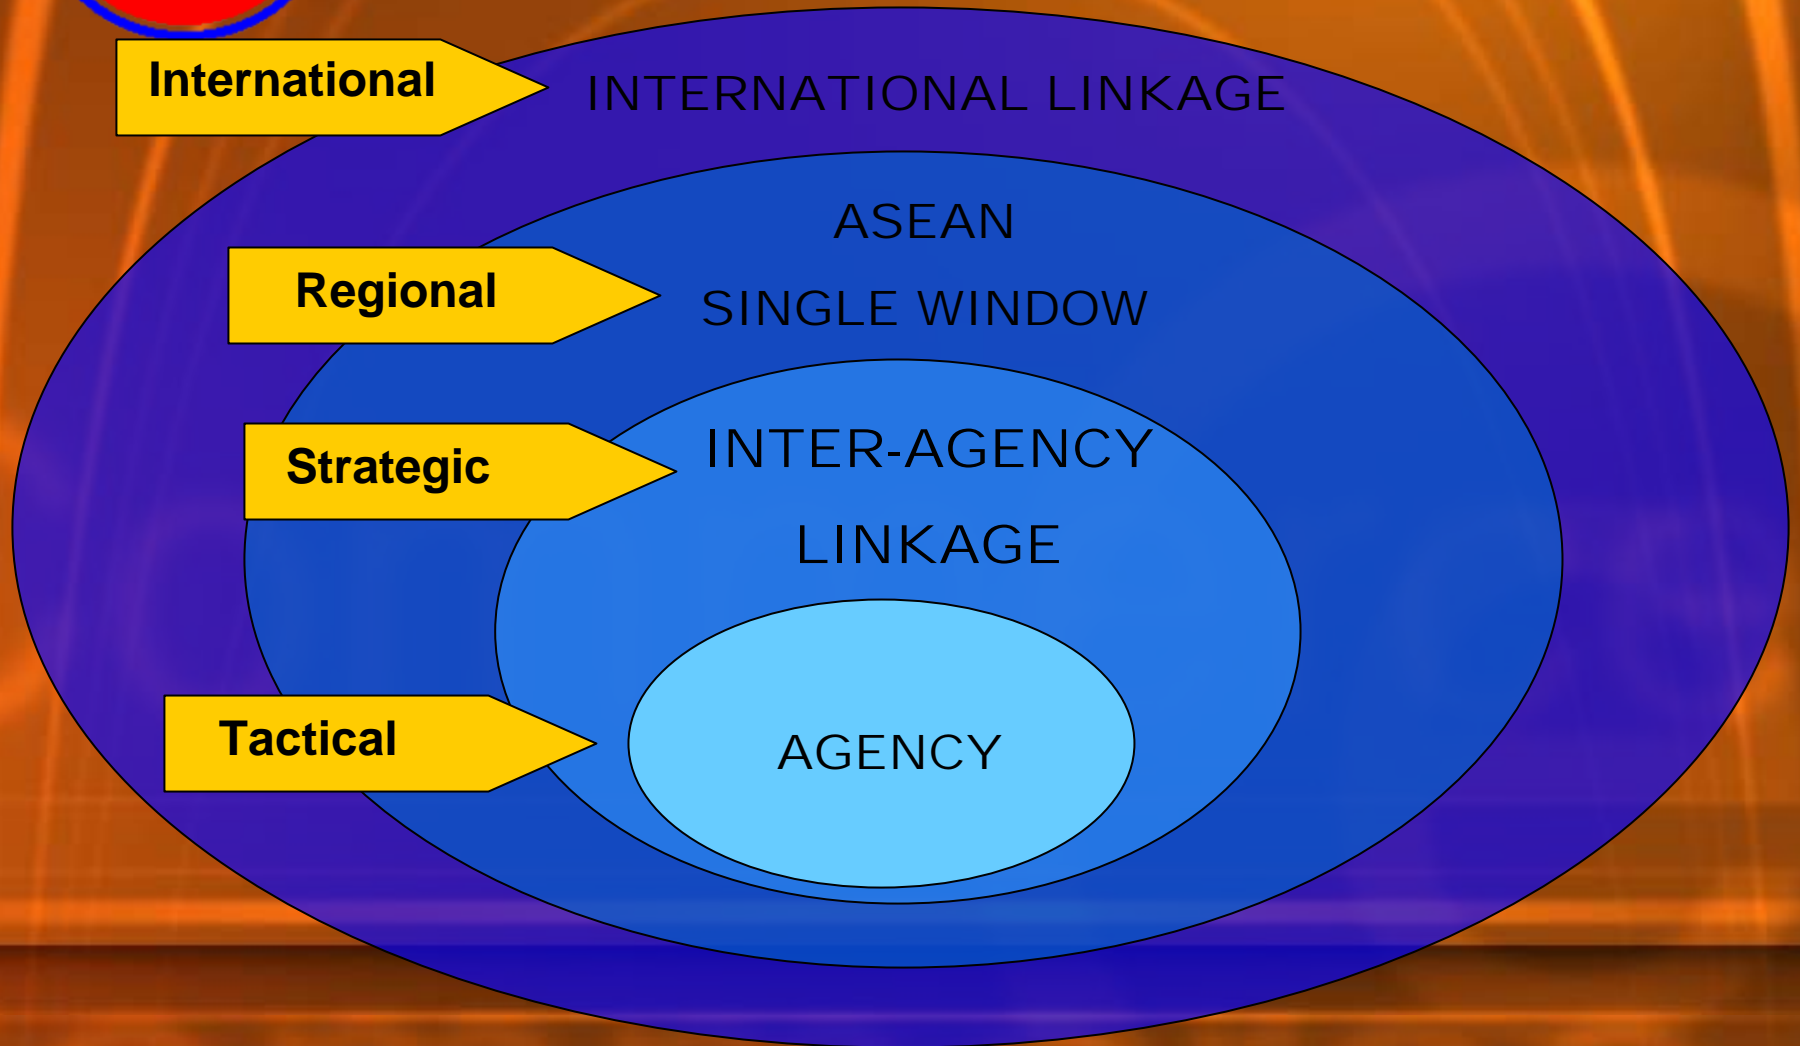 International
INTERNATIONAL LINKAGE
ASEAN
Regional
SINGLE WINDOW
INTER-AGENCY
Strategic
LINKAGE
Tactical
AGENCY